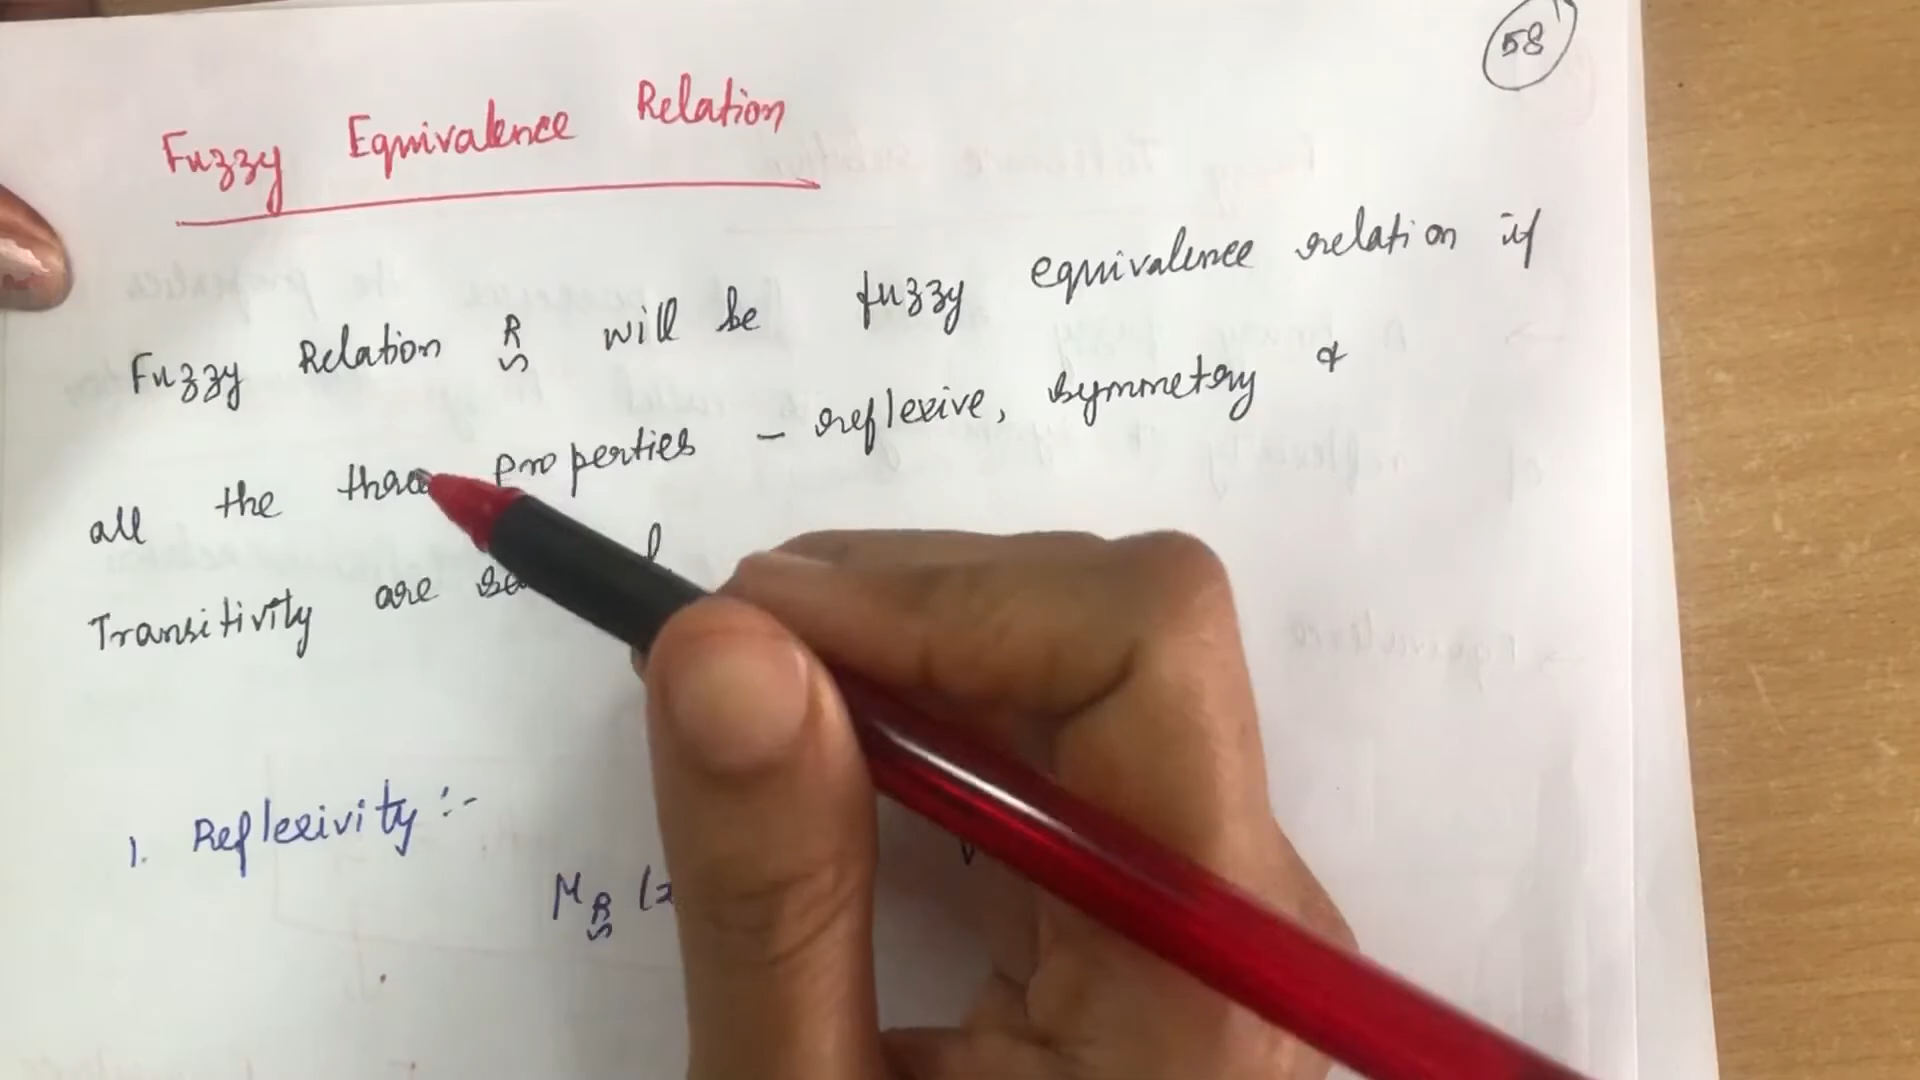 58
Fuzzy Equivalence Relation
Fuzzy Relation R will be fuzzy equivalence relation if
all the three properties – reflexive, symmetry &
Transitivity are
1. Reflexivity :-
μR (x